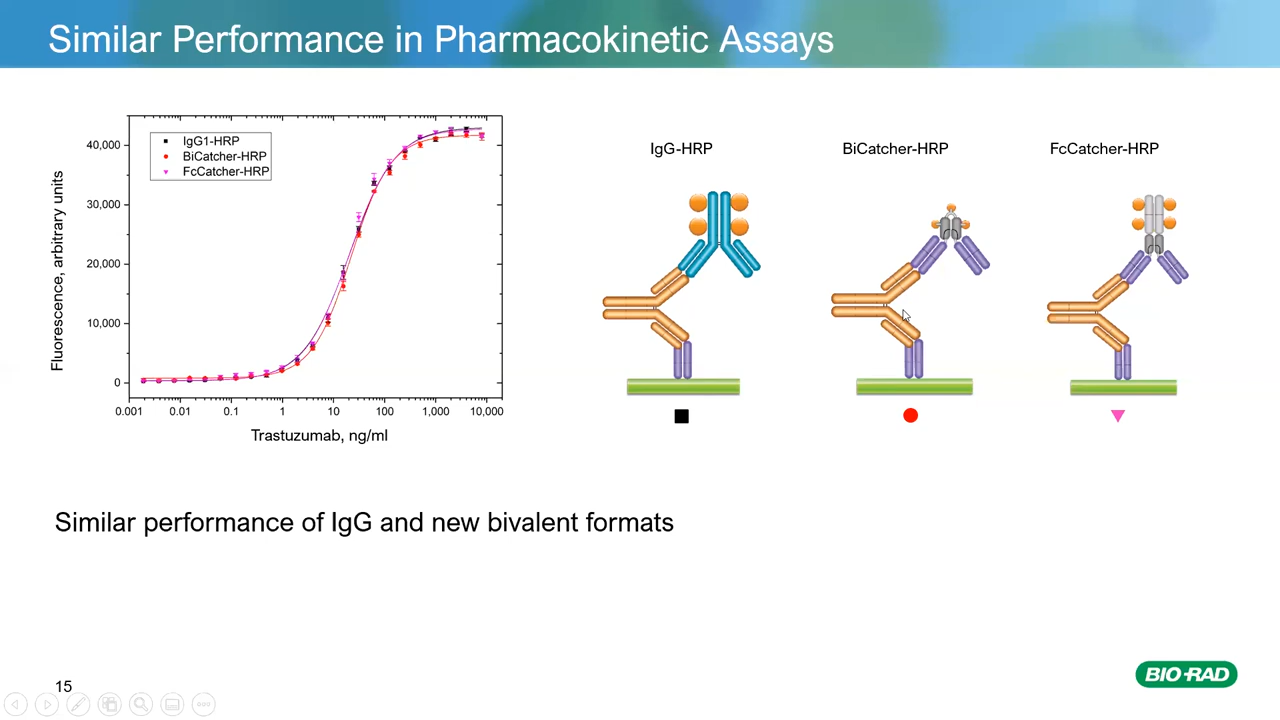 Similar Performance in Pharmacokinetic Assays
IgG1-HRP
BiCatcher-HRP
FcCatcher-HRP
Fluorescence, arbitrary units
40,000
30,000
20,000
10,000
0
0.001 0.01 0.1 1 10 100 1,000 10,000
Trastuzumab, ng/ml
IgG-HRP BiCatcher-HRP FcCatcher-HRP
Similar performance of IgG and new bivalent formats
15
BIO-RAD